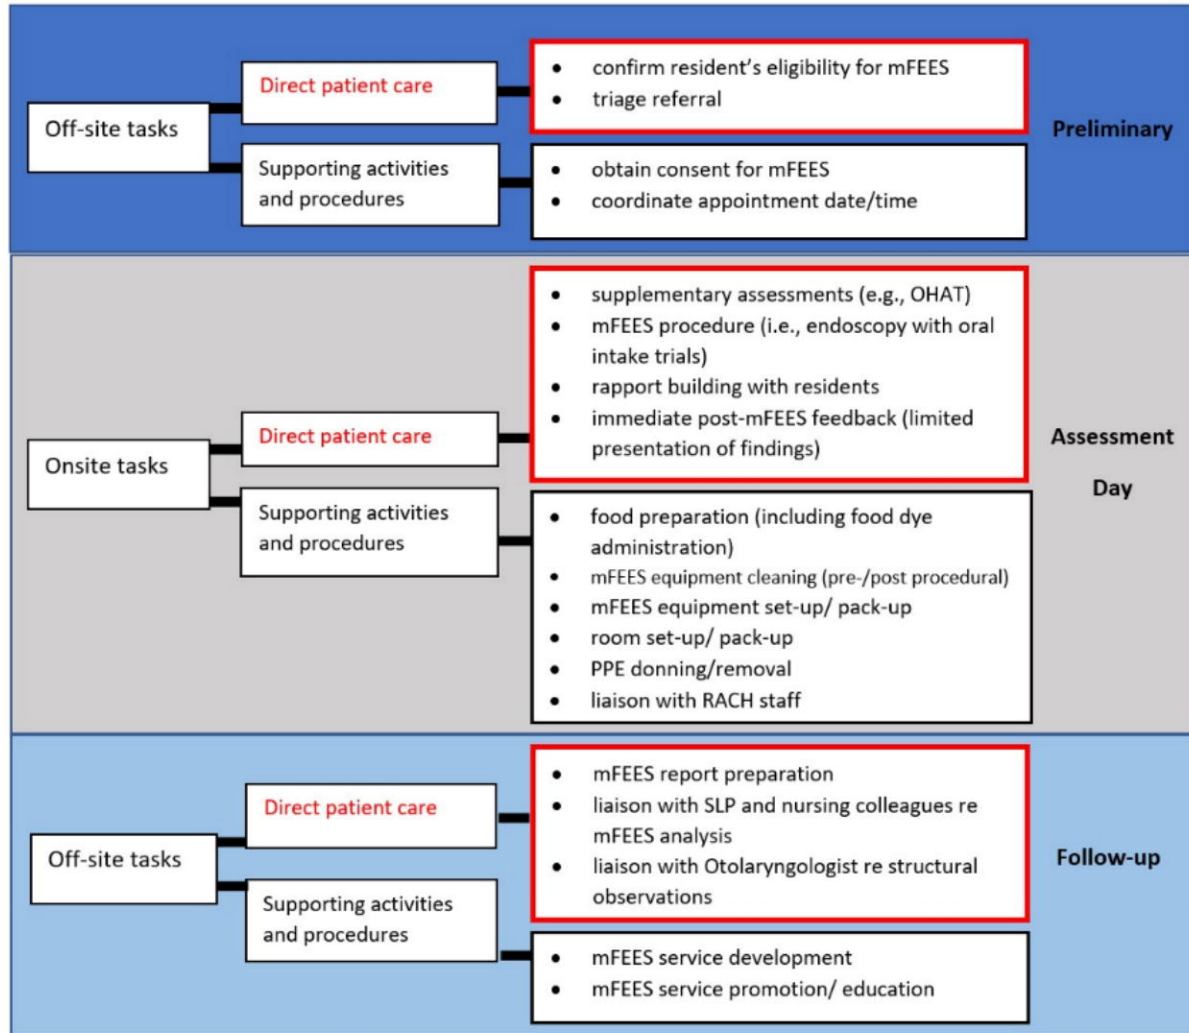 Off-site tasks
Direct patient care
• confirm resident’s eligibility for mFEES
• triage referral
Supporting activities
and procedures
• obtain consent for mFEES
• coordinate appointment date/time
Preliminary
Onsite tasks
Direct patient care
• supplementary assessments (e.g., OHAT)
• mFEES procedure (i.e., endoscopy with oral
intake trials)
• rapport building with residents
• immediate post-mFEES feedback (limited
presentation of findings)
Supporting activities
and procedures
• food preparation (including food dye
administration)
• mFEES equipment cleaning (pre-/post procedural)
• mFEES equipment set-up/ pack-up
• room set-up/ pack-up
• PPE donning/removal
• liaison with RACH staff
Assessment
Day
Off-site tasks
Direct patient care
• mFEES report preparation
• liaison with SLP and nursing colleagues re
mFEES analysis
• liaison with Otolaryngologist re structural
observations
Supporting activities
and procedures
• mFEES service development
• mFEES service promotion/ education
Follow-up